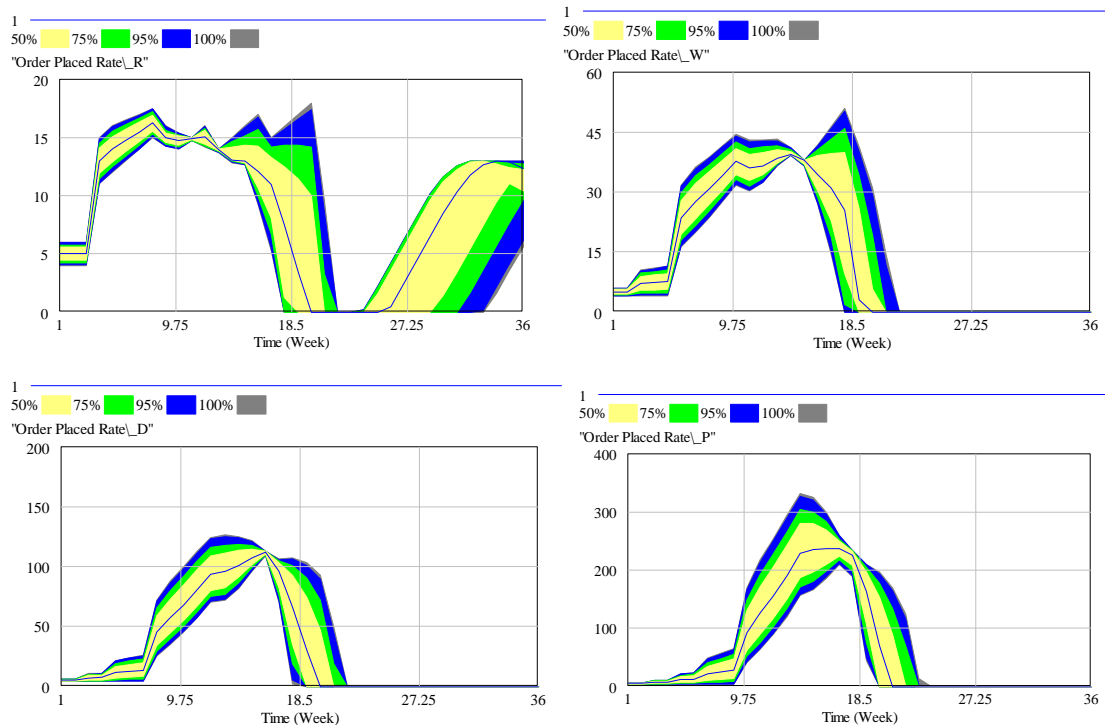 1
50% 75% 95% 100%
"Order Placed Rate\_R"
20
15
10
5
0
1 9.75 18.5 27.25 36
Time (Week)
1
50% 75% 95% 100%
"Order Placed Rate\_W"
60
45
30
15
0
1 9.75 18.5 27.25 36
Time (Week)
1
50% 75% 95% 100%
"Order Placed Rate\_D"
200
150
100
50
0
1 9.75 18.5 27.25 36
Time (Week)
1
50% 75% 95% 100%
"Order Placed Rate\_P"
400
300
200
100
0
1 9.75 18.5 27.25 36
Time (Week)